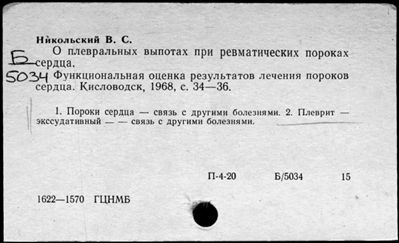 Никольский В. С.
О плевральных выпотах при ревматических пороках
Б
сердца.
5034
Функциональная оценка результатов лечения пороков
сердца. Кисловодск, 1968, с. 34—36.
1. Пороки сердца — связь с другими болезнями. 2. Плеврит —
экссудативный — — связь с другими болезнями.
П-4-20 Б/5034 15
1622—1570 ГЦНМБ